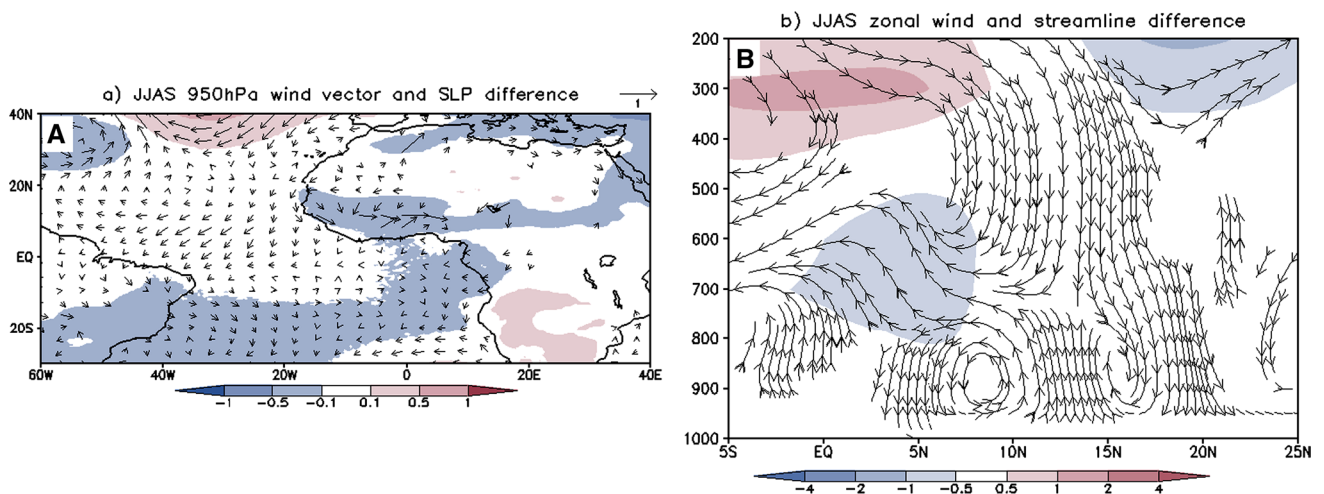 a) JJAS 950hPa wind vector and SLP difference
1
A
40N
20N
EQ
20S
60W 40W 20W 0 20E 40E
-1 -0.5 -0.1 0.1 0.5 1
b) JJAS zonal wind and streamline difference
B
200
300
400
500
600
700
800
900
1000
5S EQ 5N 10N 15N 20N 25N
-4 -2 -1 -0.5 0.5 1 2 4